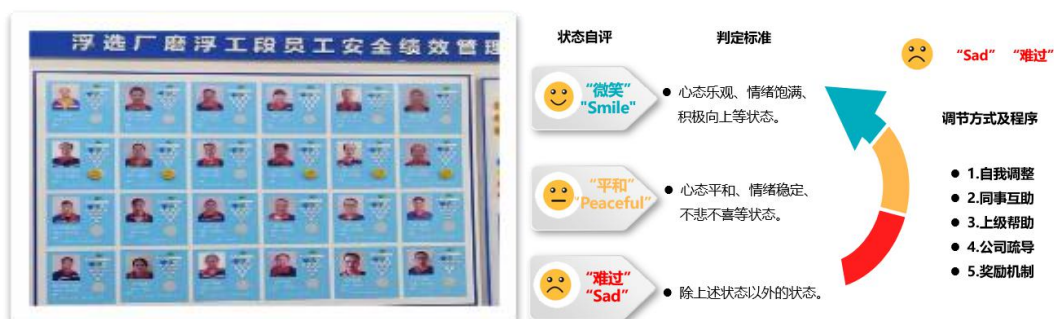 浮选厂磨浮工段员工安全绩效管理
状态自评
判定标准
“微笑”
"Smile"
● 心态乐观、情绪饱满、
积极向上等状态。
“平和”
“Peaceful”
● 心态平和、情绪稳定、
不悲不喜等状态。
“难过”
“Sad”
● 除上述状态以外的状态。
“Sad” “难过”
调节方式及程序
● 1.自我调整
● 2.同事互助
● 3.上级帮助
● 4.公司疏导
● 5.奖励机制